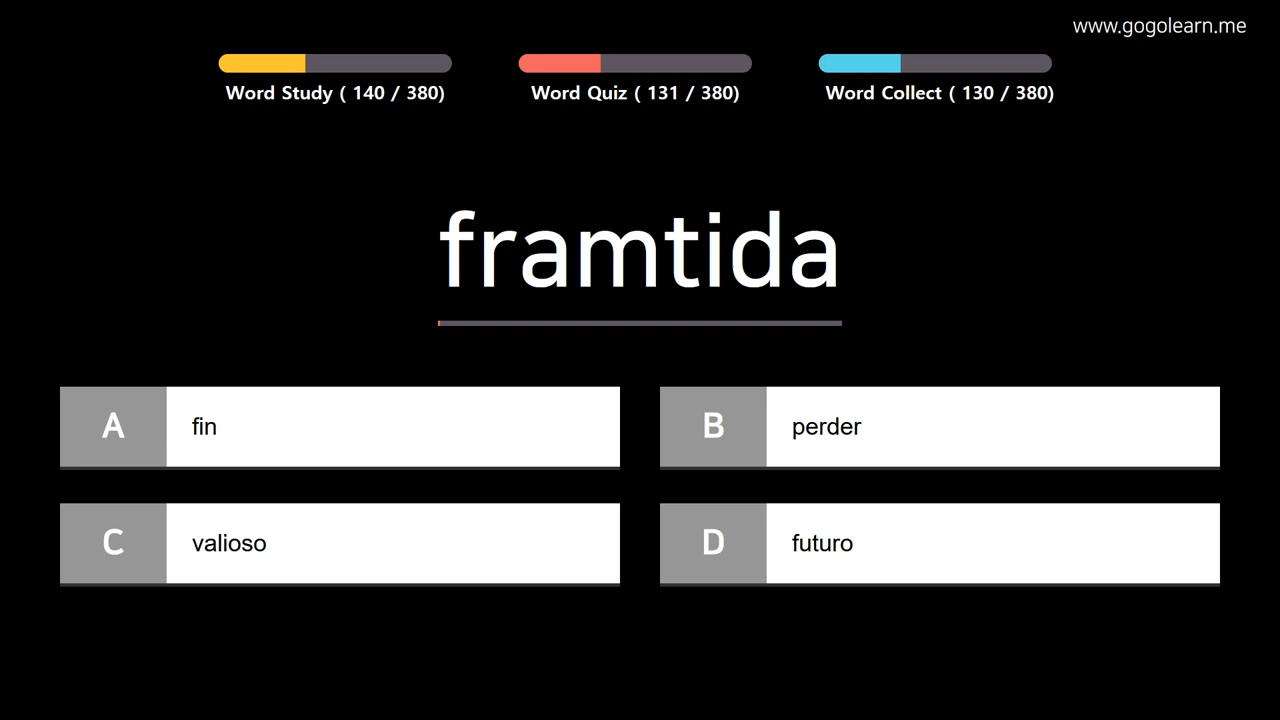 www.gogolearn.me
Word Study ( 140 / 380)
Word Quiz ( 131 / 380)
Word Collect ( 130 / 380)
framtida
A fin
B perder
C valioso
D futuro